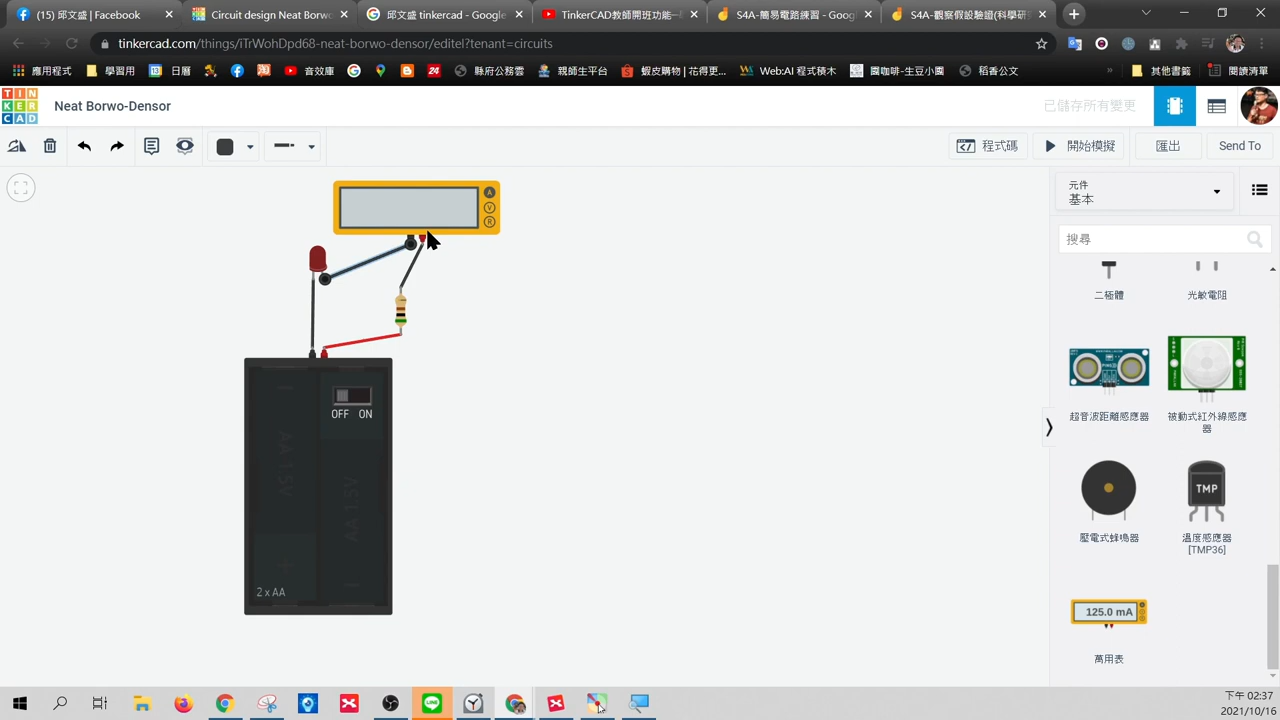 (15) 邱文盛 | Facebook
Circuit design Neat Borwo
邱文盛 tinkercad - Google
TinkerCAD教師開班功能一
S4A-簡易電路練習 - Goog
S4A-觀察假設驗證(科學研
tinkercad.com/things/iTrWohDpd68-neat-borwo-densor/editel?tenant=circuits
應用程式
學習用
日曆
音效庫
縣府公雲
親師生平台
蝦皮購物 | 花得更...
Web:AI 程式積木
國咖啡-生豆小圖
稻香公文
»
其他書籤
閱讀清單
TIN
KER
CAD
Neat Borwo-Densor
已儲存所有變更
程式碼
開始模擬
匯出
Send To
元件
基本
搜尋
A
V
R
OFF ON
AA 1.5V
AA 1.5V
2 x AA
二極體
光敏電阻
超音波距離感應器
被動式紅外線感應
器
TMP
壓電式蜂鳴器
溫度感應器
[TMP36]
125.0 mA
萬用表
LINE
下午 02:37
2021/10/16